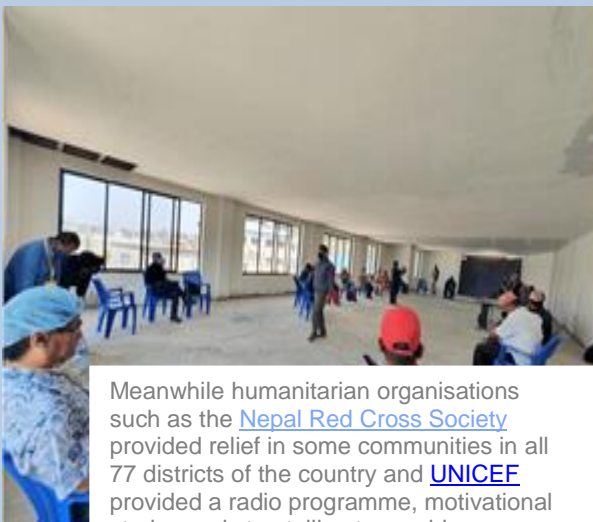 Meanwhile humanitarian organisations
such as the Nepal Red Cross Society
provided relief in some communities in all
77 districts of the country and UNICEF
provided a radio programme, motivational